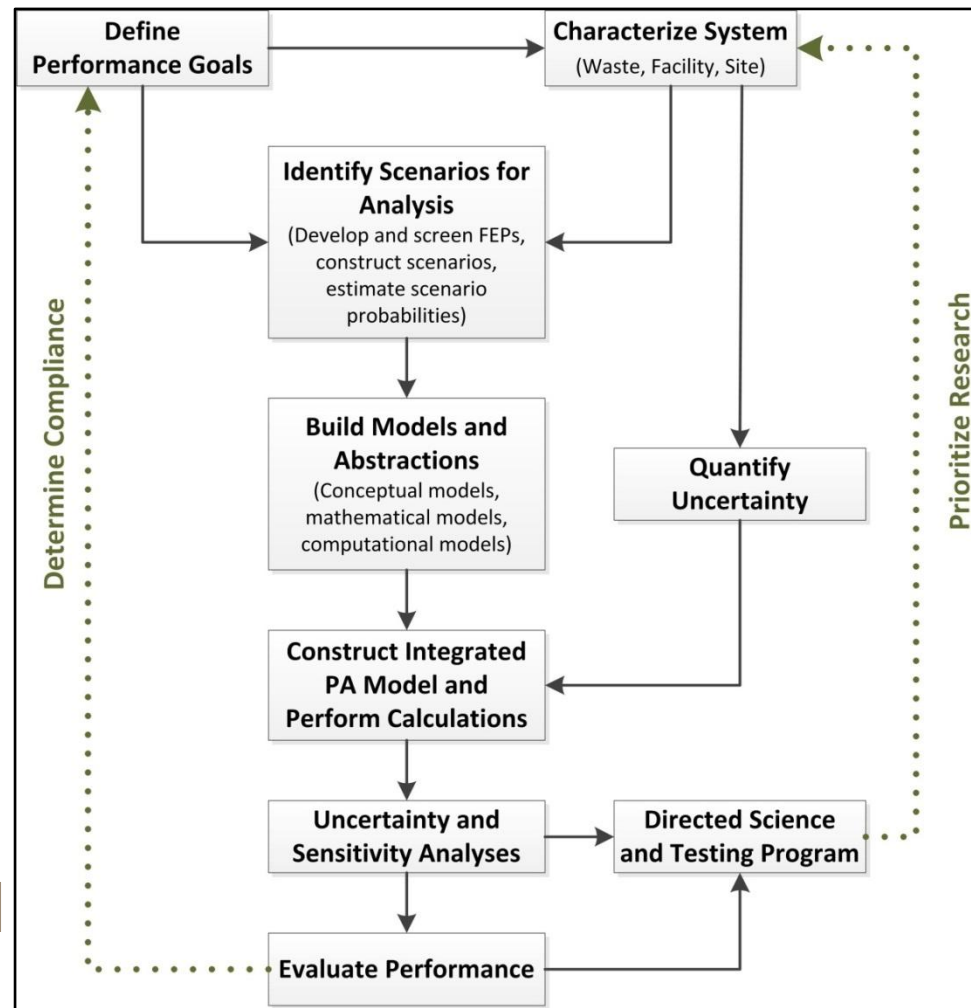 Define
Performance Goals
Characterize System
(Waste, Facility, Site)
Identify Scenarios for
Analysis
(Develop and screen FEPs,
construct scenarios,
estimate scenario
probabilities)
Determine Compliance
Prioritize Research
Build Models and
Abstractions
(Conceptual models,
mathematical models,
computational models)
Quantify
Uncertainty
Construct Integrated
PA Model and
Perform Calculations
Uncertainty and
Sensitivity Analyses
Directed Science
and Testing Program
Evaluate Performance